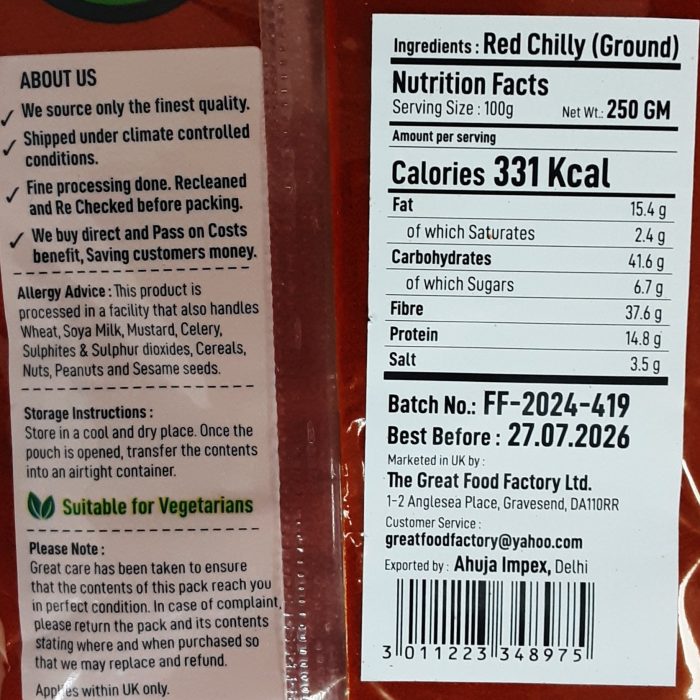 ABOUT US
✓ We source only the finest quality.
✓ Shipped under climate controlled
conditions.
✓ Fine processing done. Recleaned
and Re Checked before packing.
✓ We buy direct and Pass on Costs
benefit, Saving customers money.
Allergy Advice : This product is
processed in a facility that also handles
Wheat, Soya Milk, Mustard, Celery,
Sulphites & Sulphur dioxides, Cereals,
Nuts, Peanuts and Sesame seeds.
Storage Instructions :
Store in a cool and dry place. Once the
pouch is opened, transfer the contents
into an airtight container.
Suitable for Vegetarians
Please Note :
Great care has been taken to ensure
that the contents of this pack reach you
in perfect condition. In case of complaint,
please return the pack and its contents
stating where and when purchased so
that we may replace and refund.
Applies within UK only.
Ingredients : Red Chilly (Ground)
Nutrition Facts
Serving Size : 100g Net Wt.: 250 GM
Amount per serving
Calories 331 Kcal
Fat 15.4 g
of which Saturates 2.4 g
Carbohydrates 41.6 g
of which Sugars 6.7 g
Fibre 37.6 g
Protein 14.8 g
Salt 3.5 g
Batch No.: FF-2024-419
Best Before : 27.07.2026
Marketed in UK by :
The Great Food Factory Ltd.
1-2 Anglesea Place, Gravesend, DA110RR
Customer Service :
greatfoodfactory@yahoo.com
Exported by : Ahuja Impex, Delhi
3 011223 348975